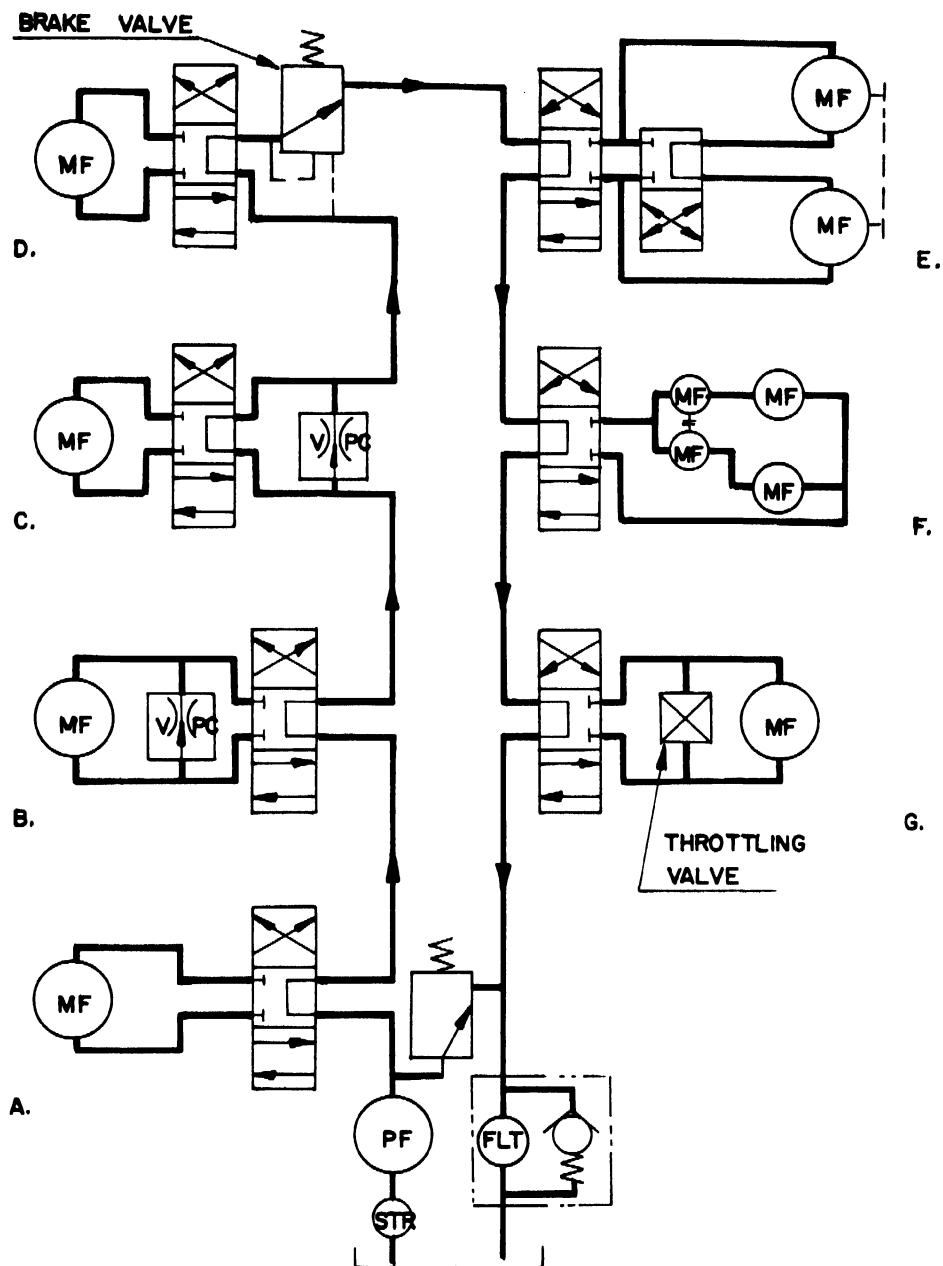 BRAKE VALVE
MF
D.
MF
MF
E.
MF
V PC
C.
MF
MF
MF
MF
F.
MF
V PC
B.
MF
G.
THROTTLING
VALVE
MF
A.
PF
FLT
STR